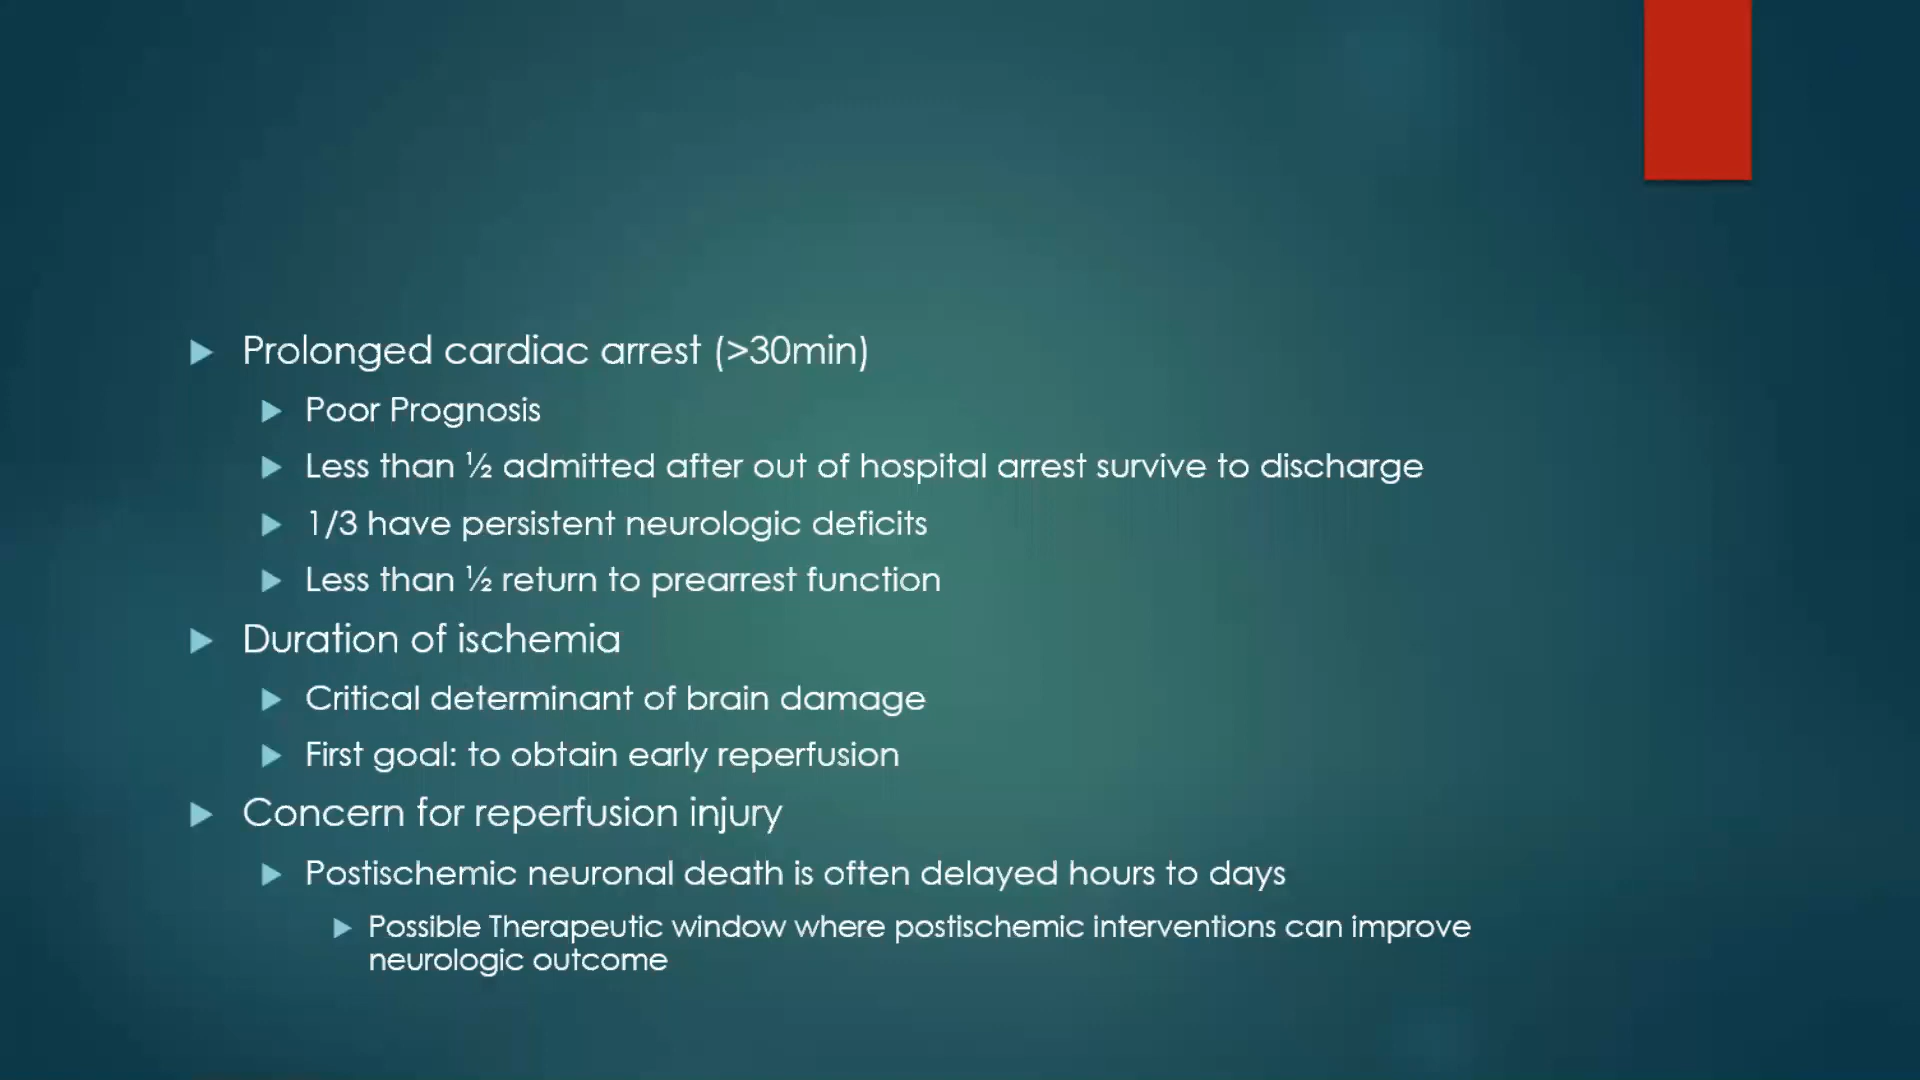 Prolonged cardiac arrest (>30min)
Poor Prognosis
Less than ½ admitted after out of hospital arrest survive to discharge
1/3 have persistent neurologic deficits
Less than ½ return to prearrest function
Duration of ischemia
Critical determinant of brain damage
First goal: to obtain early reperfusion
Concern for reperfusion injury
Postischemic neuronal death is often delayed hours to days
Possible Therapeutic window where postischemic interventions can improve
neurologic outcome